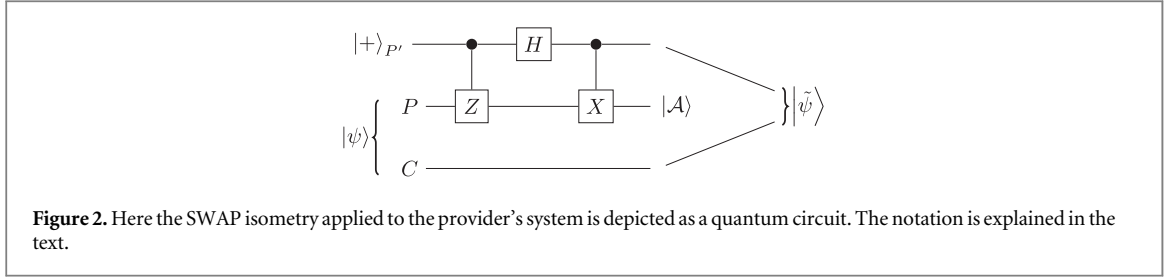 |+⟩P′ H
P Z X |𝒜⟩ |ψ̃⟩
|ψ⟩
C
Figure 2. Here the SWAP isometry applied to the provider's system is depicted as a quantum circuit. The notation is explained in the
text.